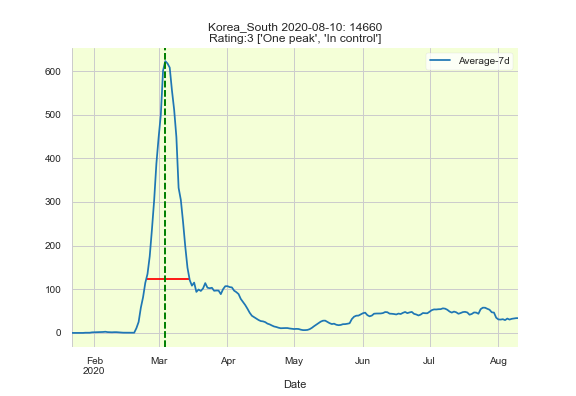 Korea_South 2020-08-10: 14660
Rating:3 ['One peak', 'In control']
Average-7d
600
500
400
300
200
100
0
Feb Mar Apr May Jun Jul Aug
2020
Date